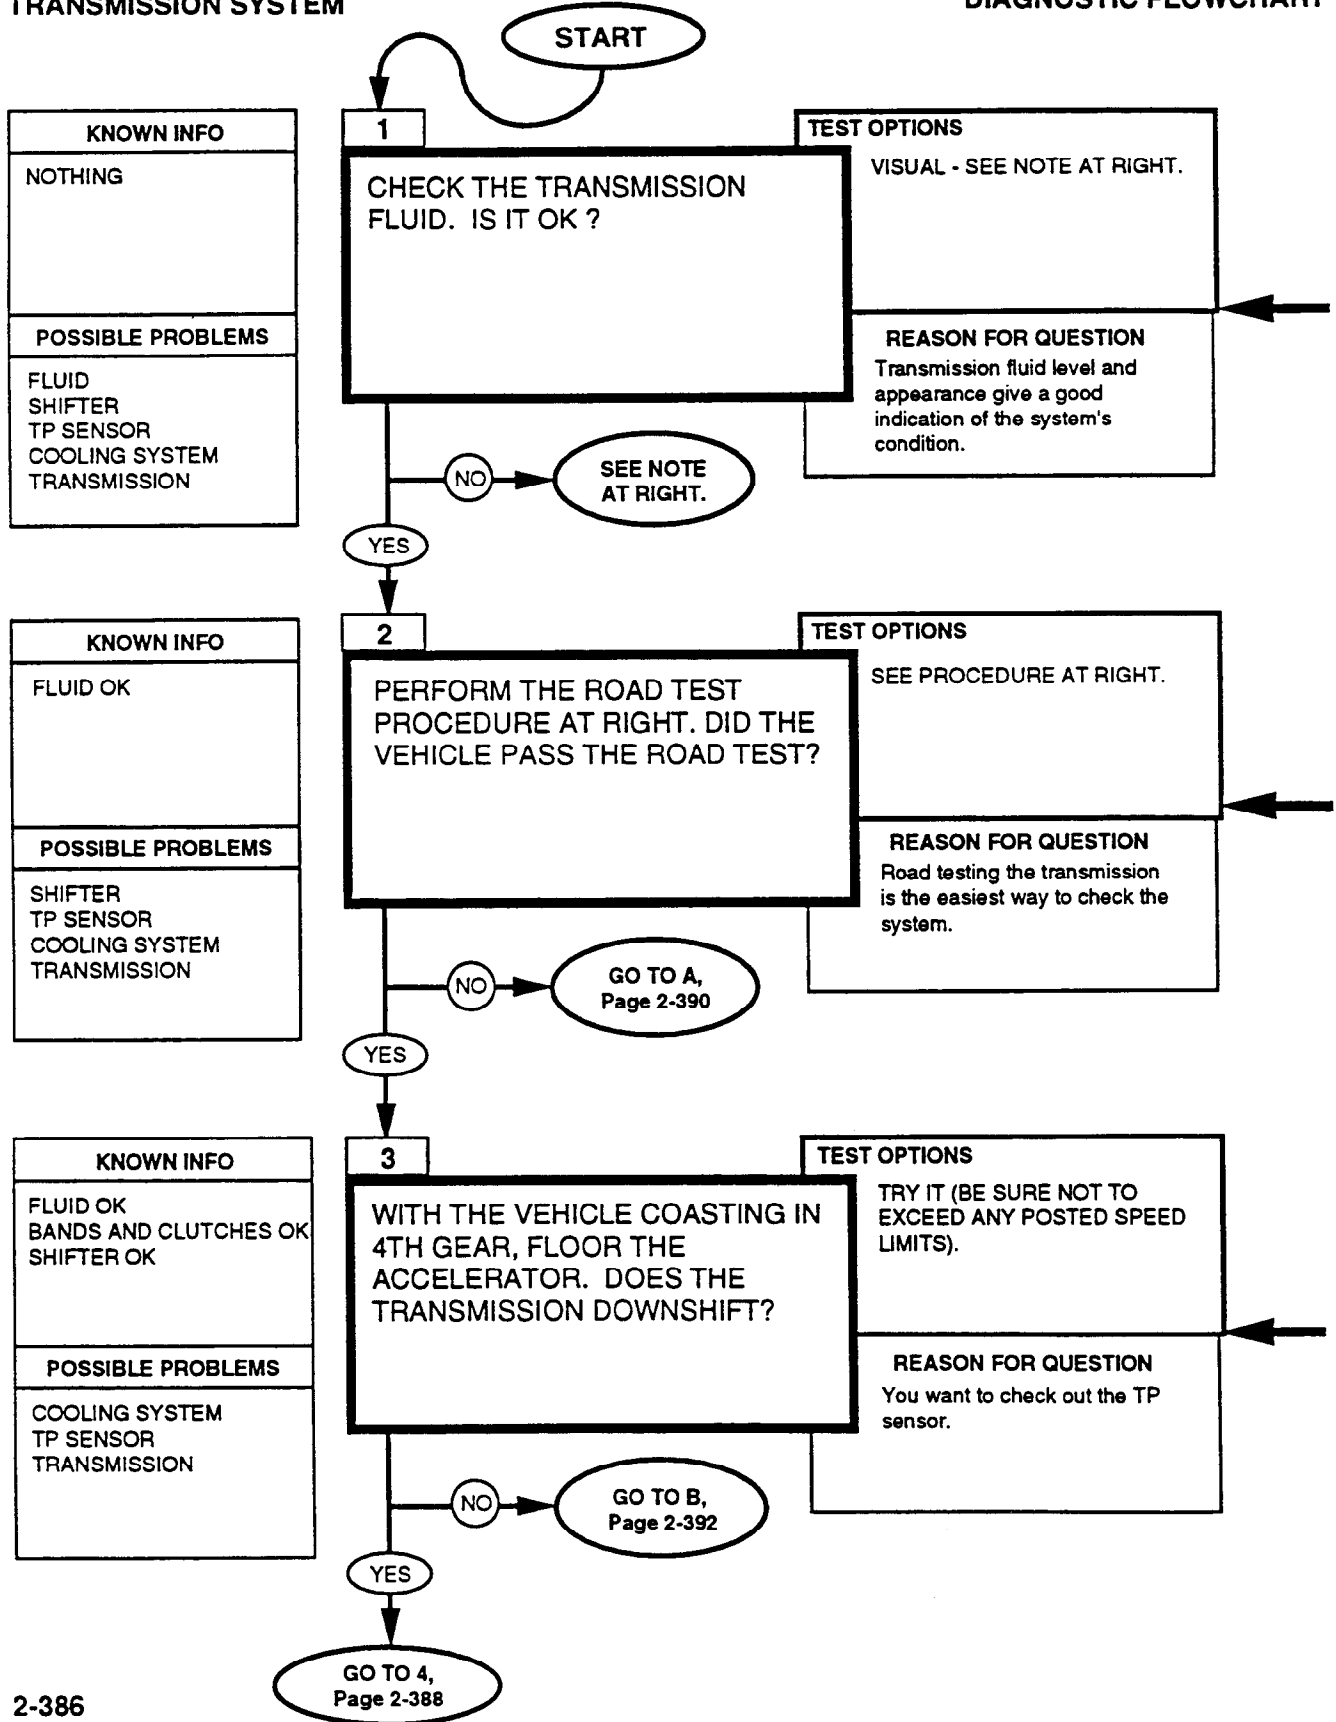 TRANSMISSION SYSTEM
DIAGNOSTIC FLOWCHART
START
KNOWN INFO
NOTHING
POSSIBLE PROBLEMS
FLUID
SHIFTER
TP SENSOR
COOLING SYSTEM
TRANSMISSION
1
CHECK THE TRANSMISSION
FLUID. IS IT OK ?
TEST OPTIONS
VISUAL - SEE NOTE AT RIGHT.
REASON FOR QUESTION
Transmission fluid level and
appearance give a good
indication of the system's
condition.
NO
SEE NOTE
AT RIGHT.
YES
KNOWN INFO
FLUID OK
POSSIBLE PROBLEMS
SHIFTER
TP SENSOR
COOLING SYSTEM
TRANSMISSION
2
PERFORM THE ROAD TEST
PROCEDURE AT RIGHT. DID THE
VEHICLE PASS THE ROAD TEST?
TEST OPTIONS
SEE PROCEDURE AT RIGHT.
REASON FOR QUESTION
Road testing the transmission
is the easiest way to check the
system.
NO
GO TO A,
Page 2-390
YES
KNOWN INFO
FLUID OK
BANDS AND CLUTCHES OK
SHIFTER OK
POSSIBLE PROBLEMS
COOLING SYSTEM
TP SENSOR
TRANSMISSION
3
WITH THE VEHICLE COASTING IN
4TH GEAR, FLOOR THE
ACCELERATOR. DOES THE
TRANSMISSION DOWNSHIFT?
TEST OPTIONS
TRY IT (BE SURE NOT TO
EXCEED ANY POSTED SPEED
LIMITS).
REASON FOR QUESTION
You want to check out the TP
sensor.
NO
GO TO B,
Page 2-392
YES
GO TO 4,
Page 2-388
2-386